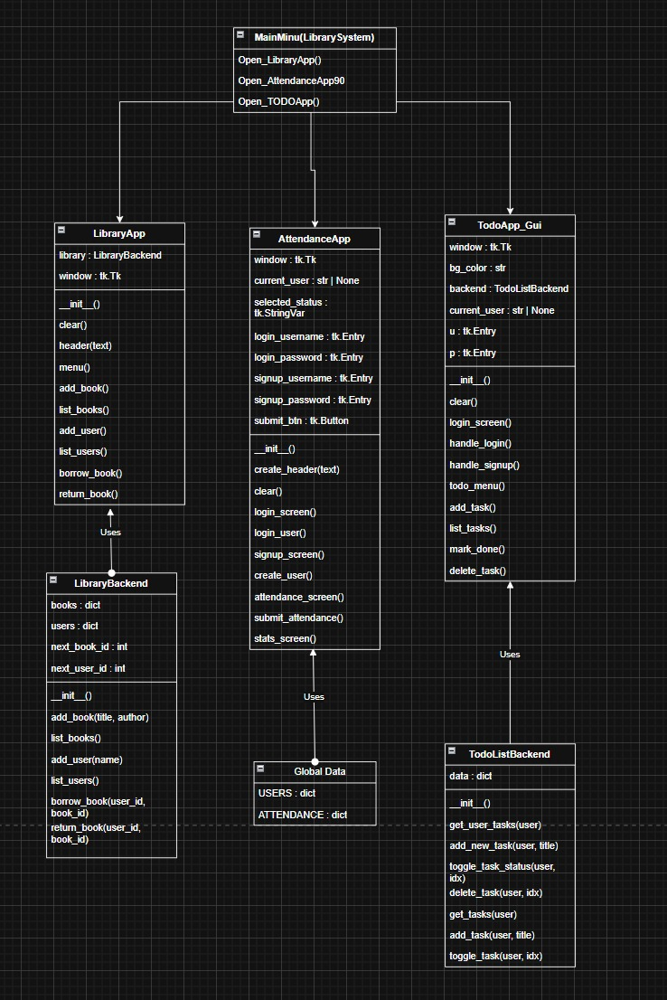 MainMinu(LibrarySystem)
Open_LibraryApp()
Open_AttendanceApp90
Open_TODOApp()
LibraryApp
library : LibraryBackend
window : tk.Tk
__init__()
clear()
header(text)
menu()
add_book()
list_books()
add_user()
list_users()
borrow_book()
return_book()
Uses
LibraryBackend
books : dict
users : dict
next_book_id : int
next_user_id : int
__init__()
add_book(title, author)
list_books()
add_user(name)
list_users()
borrow_book(user_id,
book_id)
return_book(user_id,
book_id)
AttendanceApp
window : tk.Tk
current_user : str | None
selected_status :
tk.StringVar
login_username : tk.Entry
login_password : tk.Entry
signup_username : tk.Entry
signup_password : tk.Entry
submit_btn : tk.Button
__init__()
create_header(text)
clear()
login_screen()
login_user()
signup_screen()
create_user()
attendance_screen()
submit_attendance()
stats_screen()
Uses
Global Data
USERS : dict
ATTENDANCE : dict
TodoApp_Gui
window : tk.Tk
bg_color : str
backend : TodoListBackend
current_user : str | None
u : tk.Entry
p : tk.Entry
__init__()
clear()
login_screen()
handle_login()
handle_signup()
todo_menu()
add_task()
list_tasks()
mark_done()
delete_task()
Uses
TodoListBackend
data : dict
__init__()
get_user_tasks(user)
add_new_task(user, title)
toggle_task_status(user,
idx)
delete_task(user, idx)
get_tasks(user)
add_task(user, title)
toggle_task(user, idx)